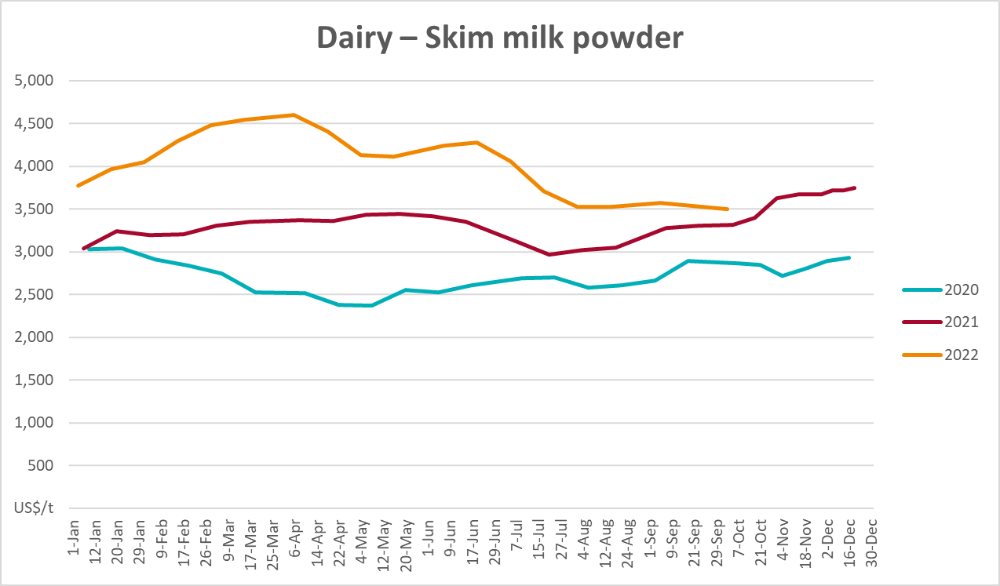 Dairy – Skim milk powder
5,000
4,500
4,000
3,500
3,000
2,500
2,000
1,500
1,000
500
US$/t
1-Jan
12-Jan
20-Jan
29-Jan
9-Feb
17-Feb
26-Feb
9-Mar
17-Mar
25-Mar
6-Apr
14-Apr
22-Apr
4-May
12-May
20-May
1-Jun
9-Jun
17-Jun
29-Jun
7-Jul
15-Jul
27-Jul
4-Aug
12-Aug
24-Aug
1-Sep
9-Sep
21-Sep
29-Sep
7-Oct
21-Oct
4-Nov
18-Nov
2-Dec
16-Dec
30-Dec
2020
2021
2022